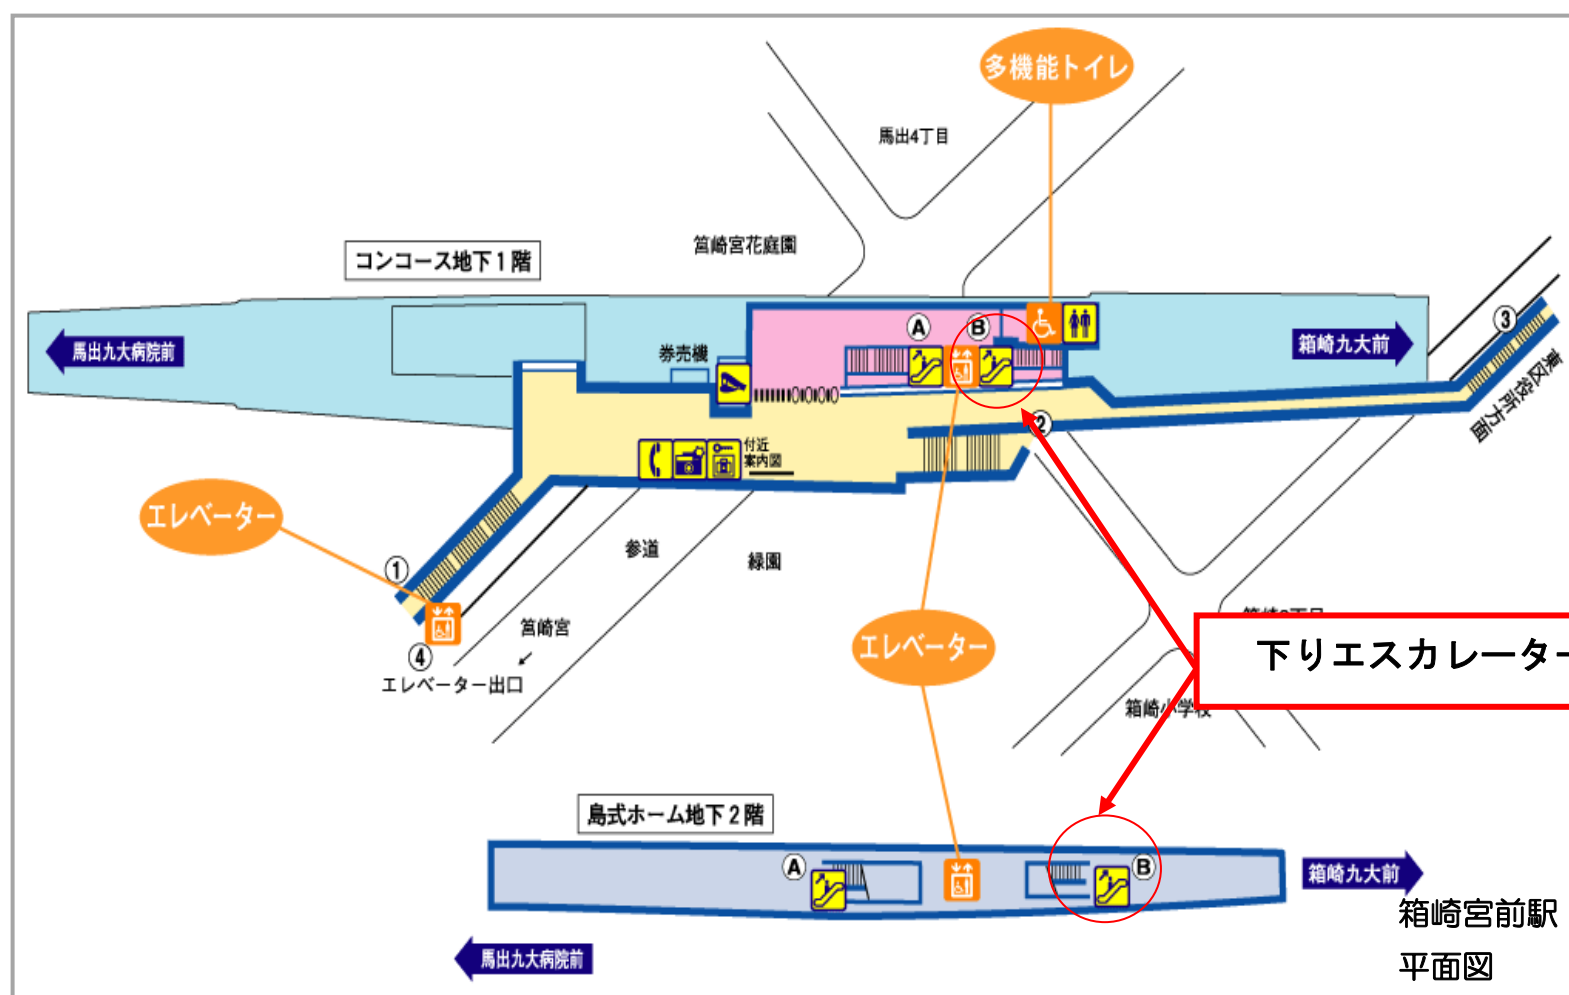 多機能トイレ
馬出4丁目
筥崎宮花庭園
コンコース地下1階
馬出九大病院前
券売機
A
B
箱崎九大前
3
東区役所方面
2
付近
案内図
エレベーター
参道
緑園
1
筥崎宮
4
エレベーター出口
エレベーター
下りエスカレーター
箱崎小学校
島式ホーム地下2階
A
B
箱崎九大前
箱崎宮前駅
平面図
馬出九大病院前